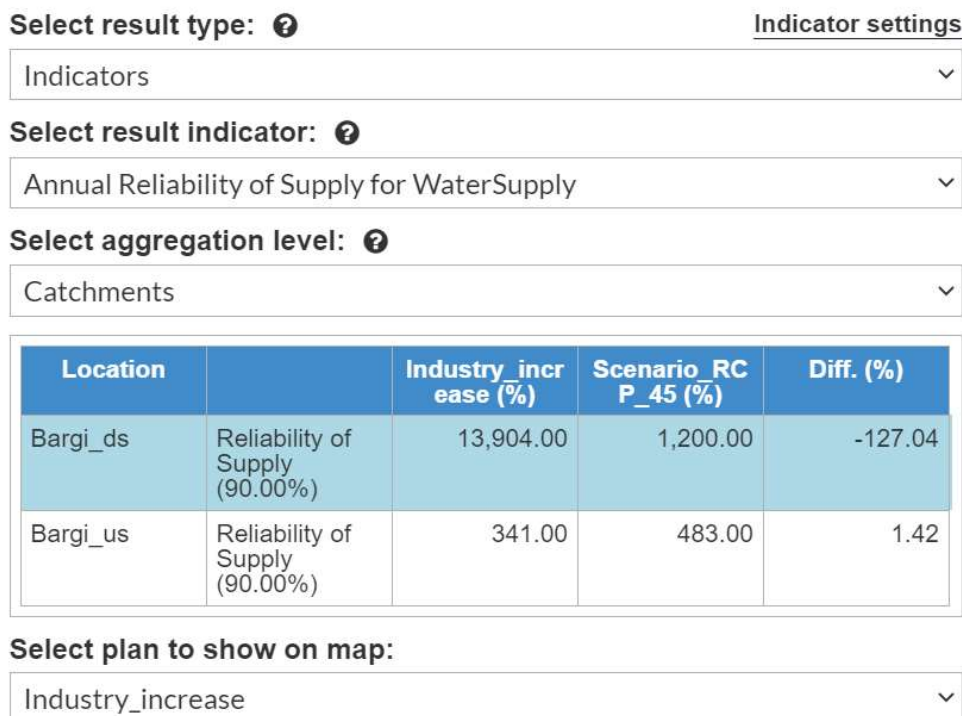 Select result type: Indicator settings
Indicators
Select result indicator:
Annual Reliability of Supply for WaterSupply
Select aggregation level:
Catchments
Location Industry_incr Scenario_RC Diff. (%)
ease (%) P_45 (%)
Bargi_ds Reliability of 13,904.00 1,200.00 -127.04
Supply
(90.00%)
Bargi_us Reliability of 341.00 483.00 1.42
Supply
(90.00%)
Select plan to show on map:
Industry_increase